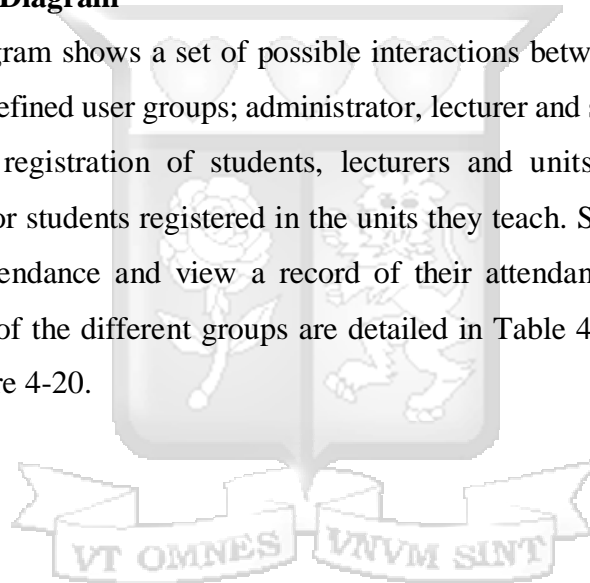 Diagram
gram shows a set of possible interactions betw
efined user groups; administrator, lecturer and s
registration of students, lecturers and units
or students registered in the units they teach. S
tendance and view a record of their attendan
of the different groups are detailed in Table 4
re 4-20.
VT OMNES VNVM SINT